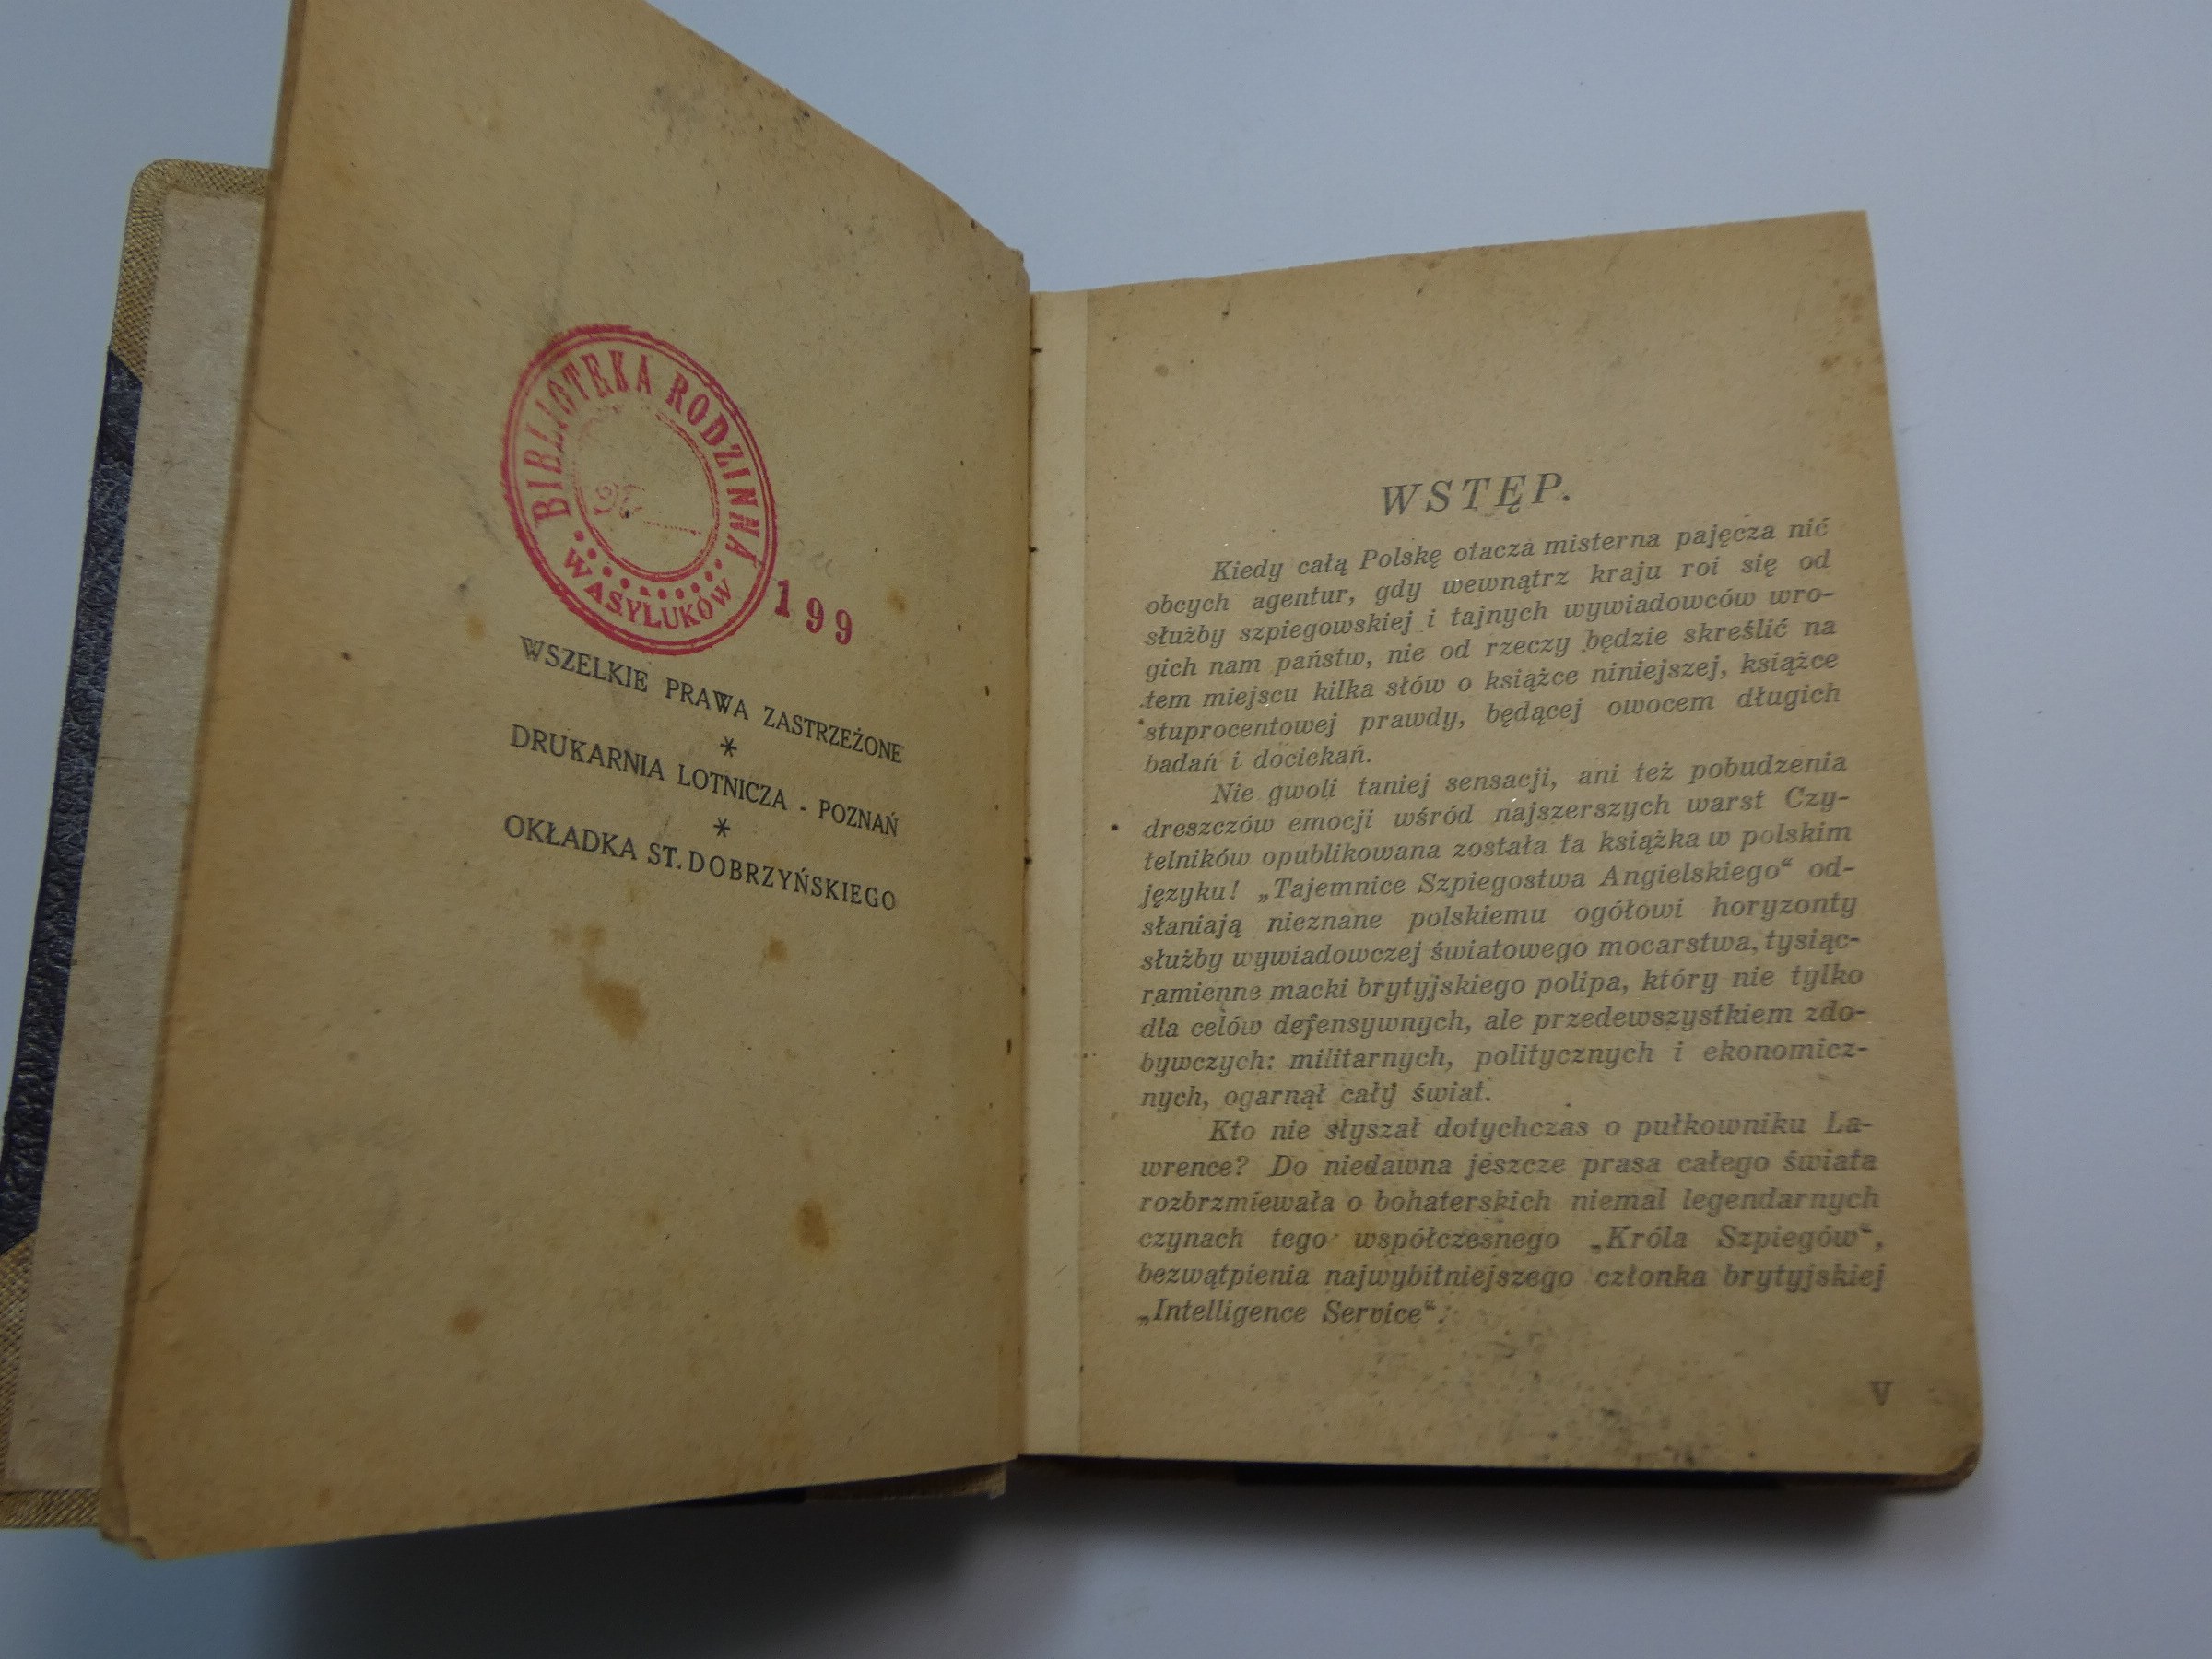 BIBLIOTEKA RODZINNA
WASYLUKÓW
199
WSZELKIE PRAWA ZASTRZEŻONE
*
DRUKARNIA LOTNICZA - POZNAŃ
*
OKŁADKA ST. DOBRZYŃSKIEGO
WSTĘP.
Kiedy całą Polskę otacza misterna pajęcza nić
obcych agentur, gdy wewnątrz kraju roi się od
służby szpiegowskiej i tajnych wywiadowców wro-
gich nam państw, nie od rzeczy będzie skreślić na
tem miejscu kilka słów o książce niniejszej, książce
stuprocentowej prawdy, będącej owocem długich
badań i dociekań.
Nie gwoli taniej sensacji, ani też pobudzenia
dreszczów emocji wśród najszerszych warst Czy-
telników opublikowana została ta książka w polskim
języku! „Tajemnice Szpiegostwa Angielskiego“ od-
słaniają nieznane polskiemu ogółowi horyzonty
służby wywiadowczej światowego mocarstwa, tysiąc-
ramienne macki brytyjskiego polipa, który nie tylko
dla celów defensywnych, ale przedewszystkiem zdo-
bywczych: militarnych, politycznych i ekonomicz-
nych, ogarnął cały świat.
Kto nie słyszał dotychczas o pułkowniku La-
wrence? Do niedawna jeszcze prasa całego świata
rozbrzmiewała o bohaterskich niemal legendarnych
czynach tego współczesnego „Króla Szpiegów“,
bezwątpienia najwybitniejszego członka brytyjskiej
„Intelligence Service“.
V